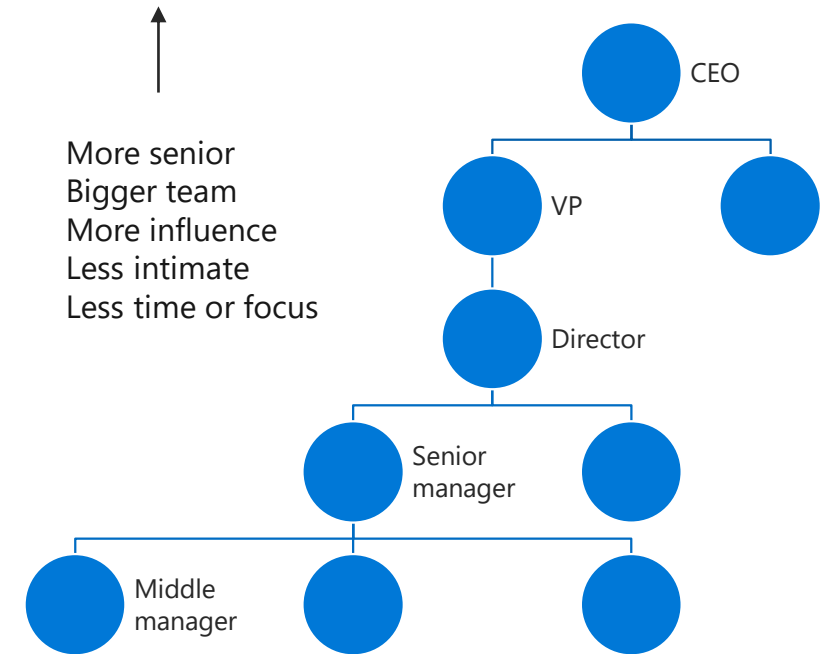 CEO
More senior
Bigger team
More influence
Less intimate
Less time or focus
VP
Director
Senior
manager
Middle
manager